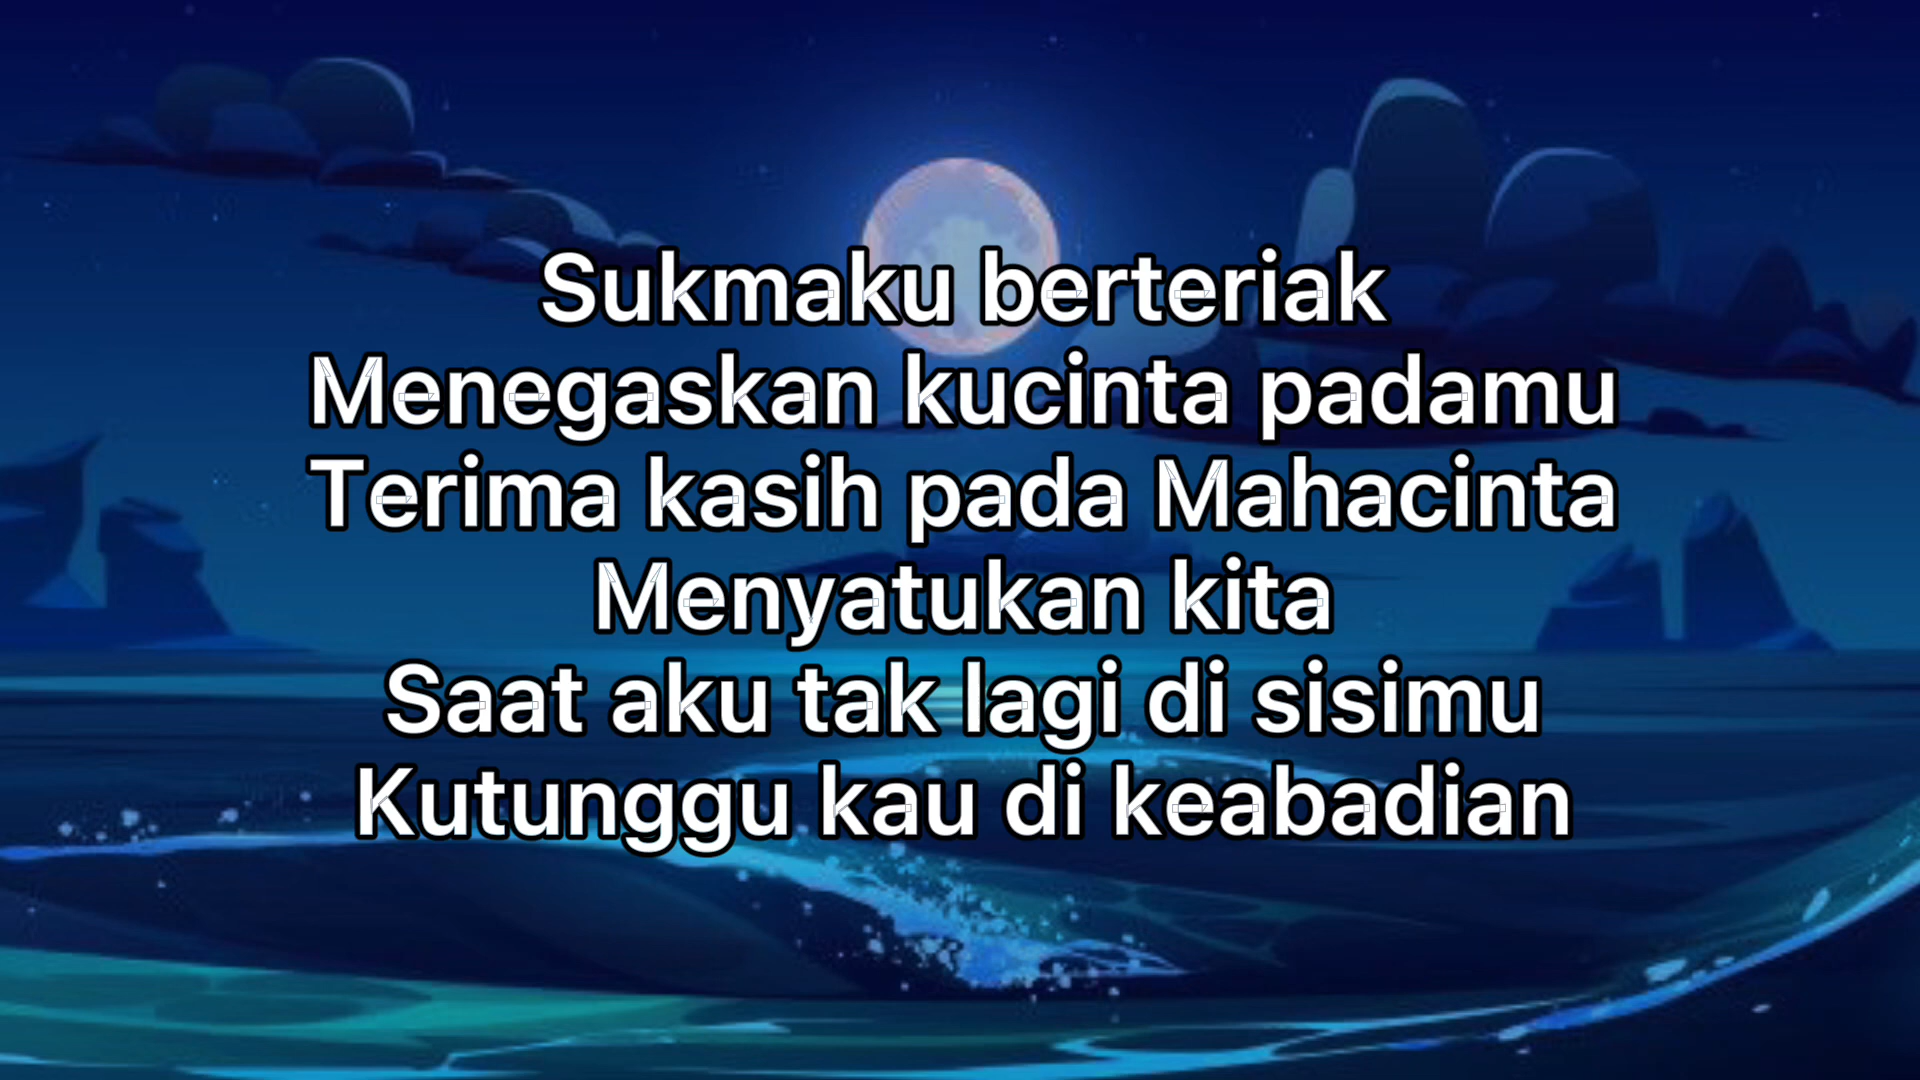 Sukmaku berteriak
Menegaskan kucinta padamu
Terima kasih pada Mahacinta
Menyatukan kita
Saat aku tak lagi di sisimu
Kutunggu kau di keabadian